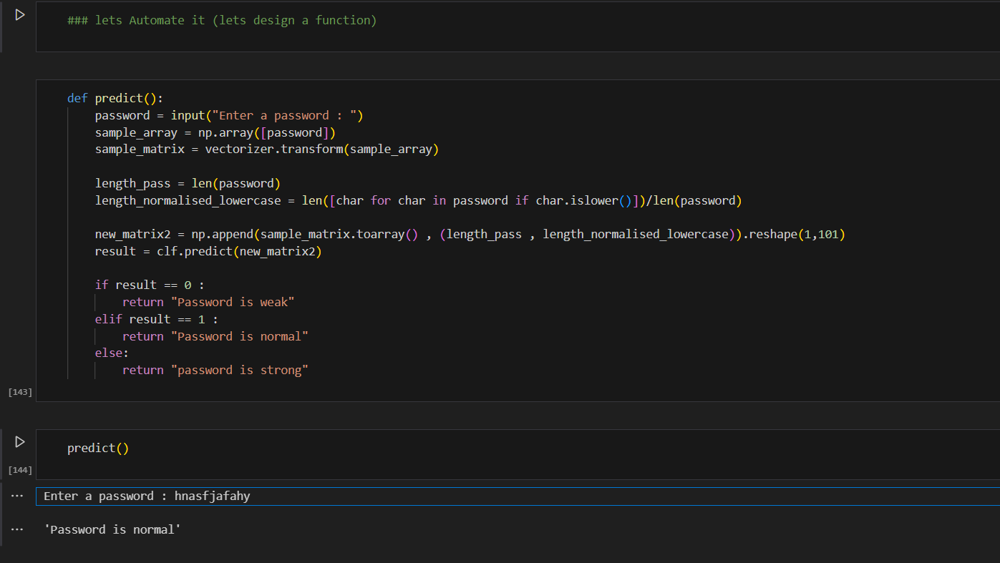 ### lets Automate it (lets design a function)
def predict():
password = input("Enter a password : ")
sample_array = np.array([password])
sample_matrix = vectorizer.transform(sample_array)
length_pass = len(password)
length_normalised_lowercase = len([char for char in password if char.islower()])/len(password)
new_matrix2 = np.append(sample_matrix.toarray() , (length_pass , length_normalised_lowercase)).reshape(1,101)
result = clf.predict(new_matrix2)
if result == 0 :
return "Password is weak"
elif result == 1 :
return "Password is normal"
else:
return "password is strong"
[143]
predict()
[144]
... Enter a password : hnasfjafahy
... 'Password is normal'